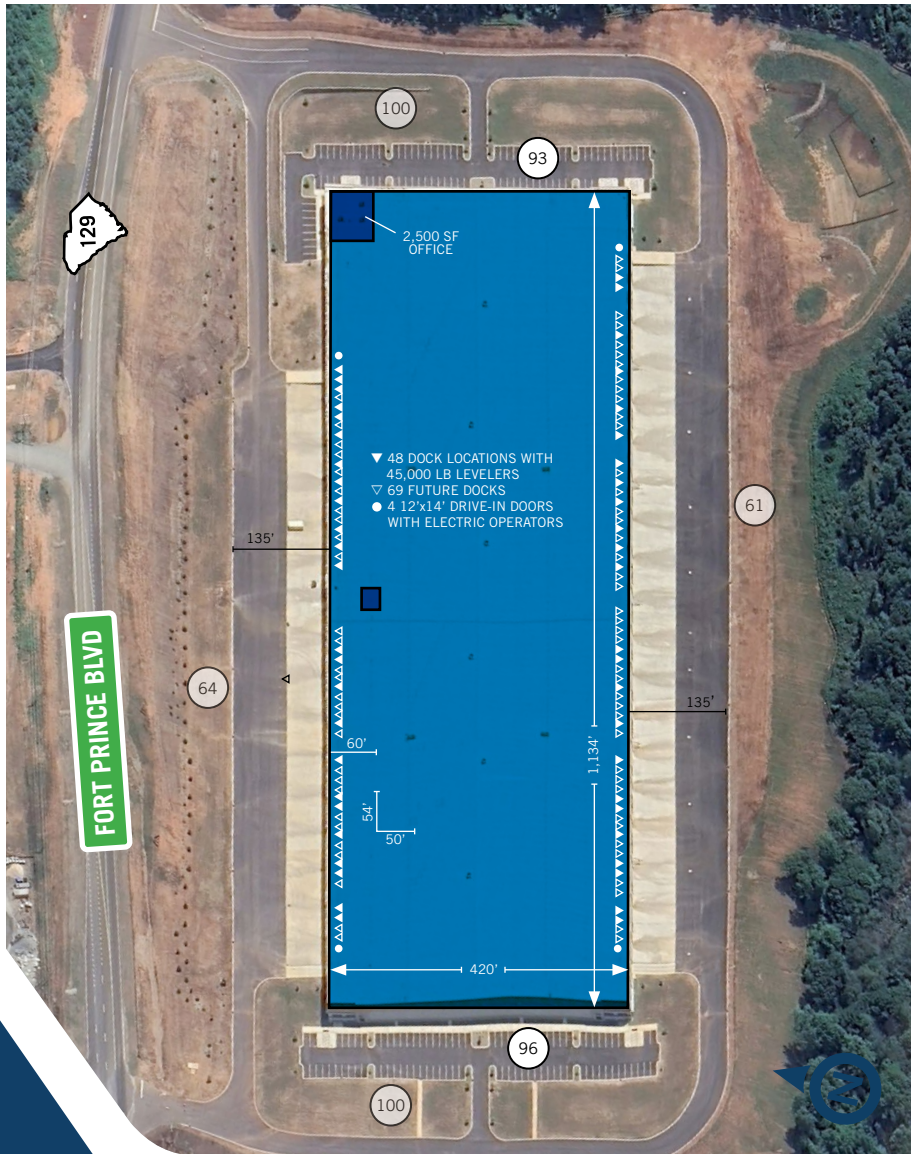 100
93
129
2,500 SF
OFFICE
▼ 48 DOCK LOCATIONS WITH
45,000 LB LEVELERS
▽ 69 FUTURE DOCKS
● 4 12'x14' DRIVE-IN DOORS
WITH ELECTRIC OPERATORS
61
135'
FORT PRINCE BLVD
64
135'
60'
1,134'
54'
50'
420'
96
100
N